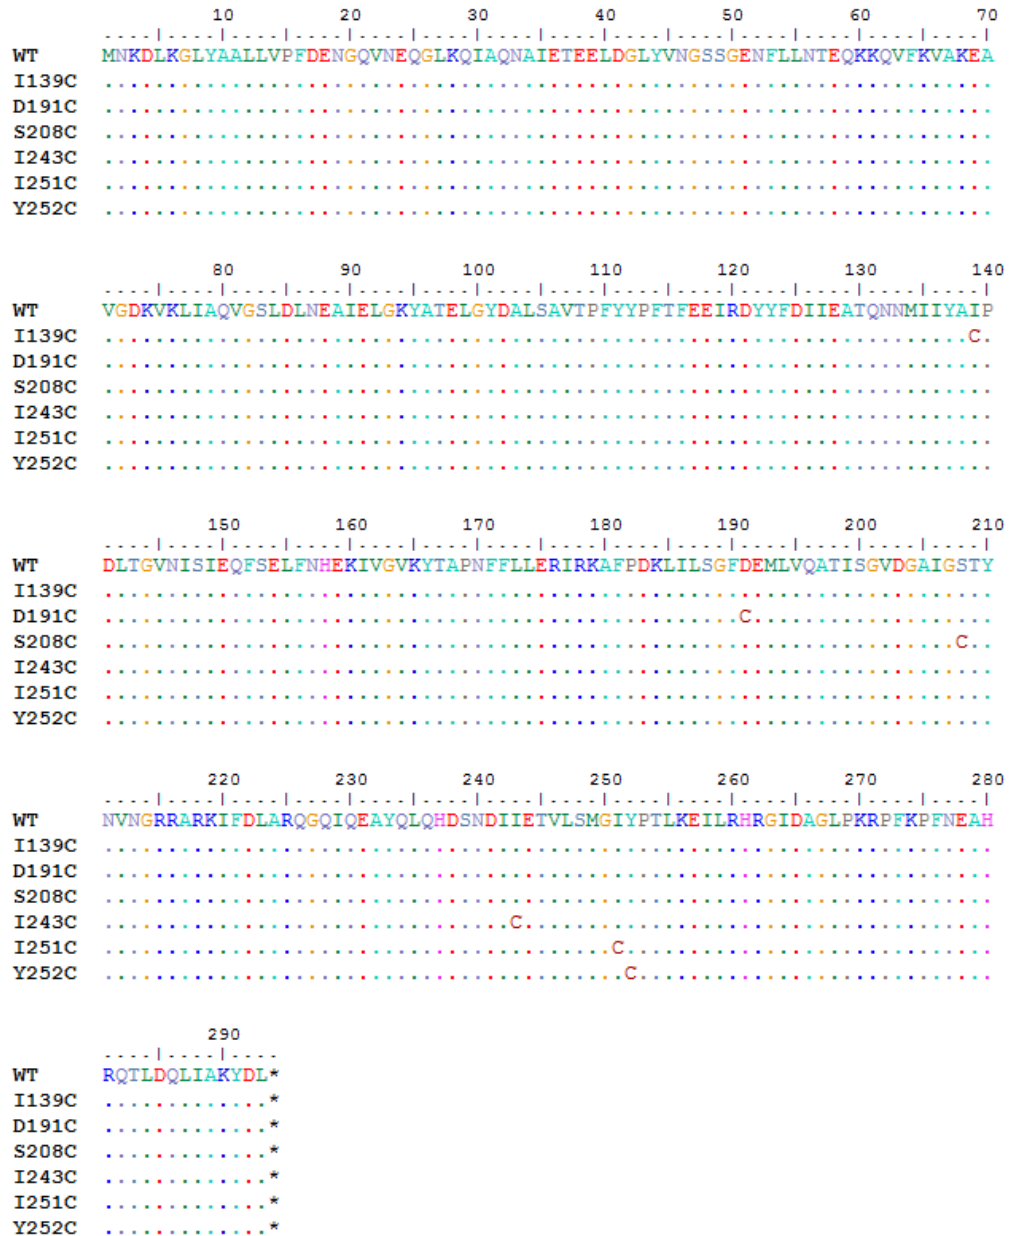 10 20 30 40 50 60 70
....|....|....|....|....|....|....|....|....|....|....|....|....|....|
WT MNKDLKGLYAALLVPFDENGQVNEQGLKQIAQNAIETEELDGLYVNGSSGENFLLNTEQKKQVFKVAKEA
I139C ......................................................................
D191C ......................................................................
S208C ......................................................................
I243C ......................................................................
I251C ......................................................................
Y252C ......................................................................
80 90 100 110 120 130 140
....|....|....|....|....|....|....|....|....|....|....|....|....|....|
WT VGDKVKLIAQVGSLDLNEAIELGKYATELGYDALSAVTPFYYPFTFEEIRDYYFDIIEATQNNMIIYAIP
I139C ....................................................................C.
D191C ......................................................................
S208C ......................................................................
I243C ......................................................................
I251C ......................................................................
Y252C ......................................................................
150 160 170 180 190 200 210
....|....|....|....|....|....|....|....|....|....|....|....|....|....|
WT DLTGVNISIEQFSELFNHEKIVGVKYTAPNFFLLERIRKAFPDKLILSGFDEMLVQATISGVDGAIGSTY
I139C ......................................................................
D191C ..................................................C...................
S208C ...................................................................C..
I243C ......................................................................
I251C ......................................................................
Y252C ......................................................................
220 230 240 250 260 270 280
....|....|....|....|....|....|....|....|....|....|....|....|....|....|
WT NVNGRRARKIFDLARQGQIQEAYQLQHDSNDIIETVLSMGIYPTLKEILRHRGIDAGLPKRPFKPFNEAH
I139C ......................................................................
D191C ......................................................................
S208C ......................................................................
I243C ................................C.....................................
I251C ........................................C.............................
Y252C .........................................C............................
290
....|....|....
WT RQTLDQLIAKYDL*
I139C .............*
D191C .............*
S208C .............*
I243C .............*
I251C .............*
Y252C .............*